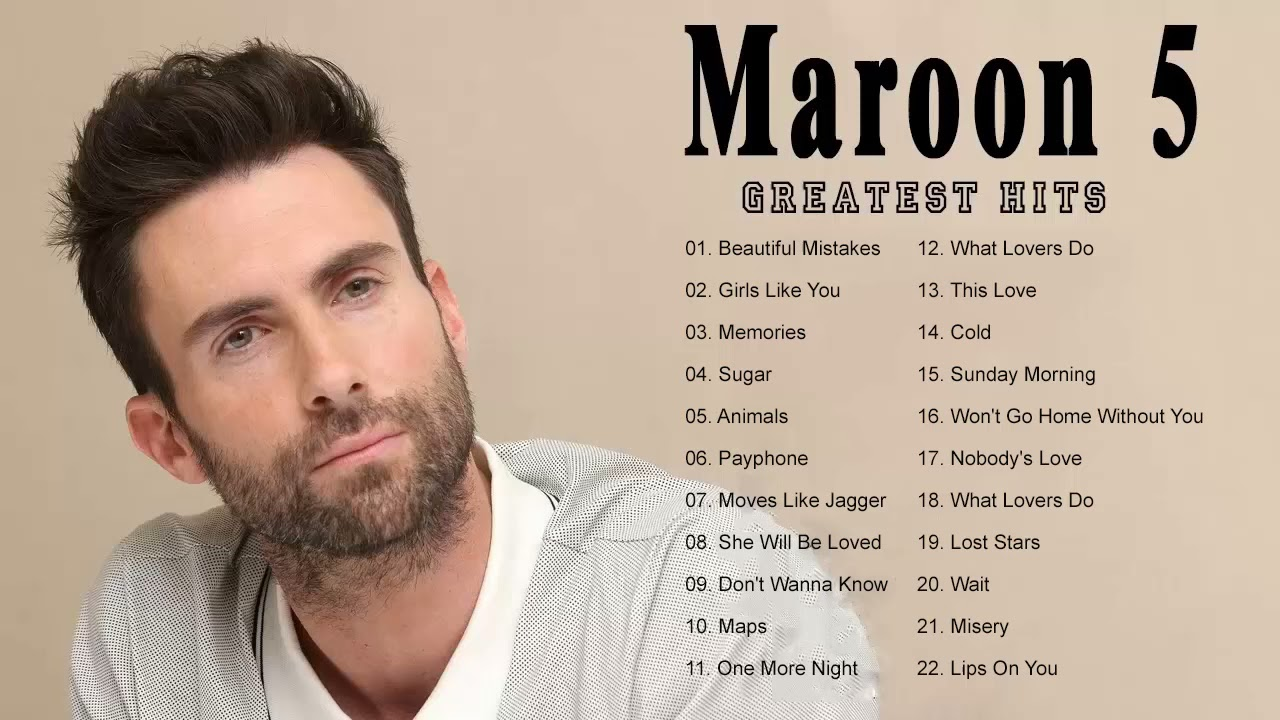 Maroon 5
GREATEST HITS
01. Beautiful Mistakes
02. Girls Like You
03. Memories
04. Sugar
05. Animals
06. Payphone
07. Moves Like Jagger
08. She Will Be Loved
09. Don't Wanna Know
10. Maps
11. One More Night
12. What Lovers Do
13. This Love
14. Cold
15. Sunday Morning
16. Won't Go Home Without You
17. Nobody's Love
18. What Lovers Do
19. Lost Stars
20. Wait
21. Misery
22. Lips On You